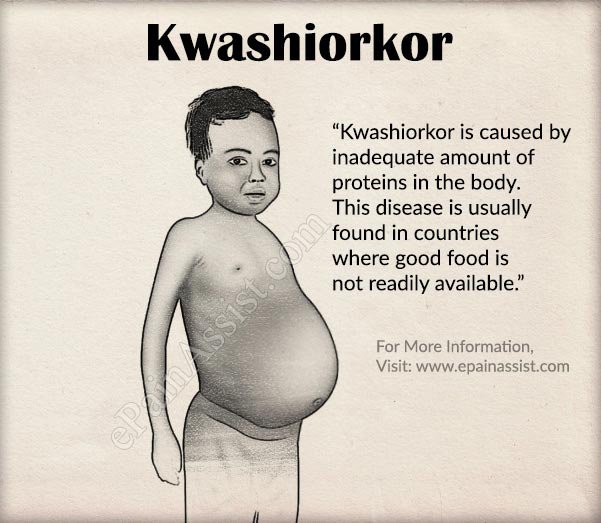 Kwashiorkor
“Kwashiorkor is caused by
inadequate amount of
proteins in the body.
This disease is usually
found in countries
where good food is
not readily available.”
For More Information,
Visit: www.epainassist.com
ePainAssist.com